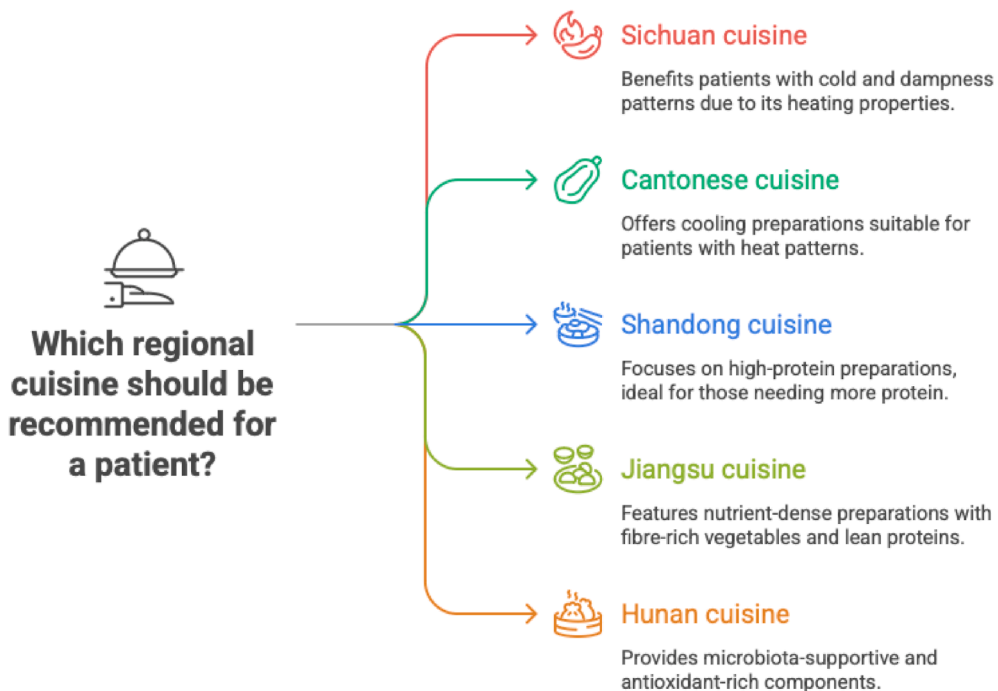 Which regional
cuisine should be
recommended for
a patient?
Sichuan cuisine
Benefits patients with cold and dampness
patterns due to its heating properties.
Cantonese cuisine
Offers cooling preparations suitable for
patients with heat patterns.
Shandong cuisine
Focuses on high-protein preparations,
ideal for those needing more protein.
Jiangsu cuisine
Features nutrient-dense preparations with
fibre-rich vegetables and lean proteins.
Hunan cuisine
Provides microbiota-supportive and
antioxidant-rich components.